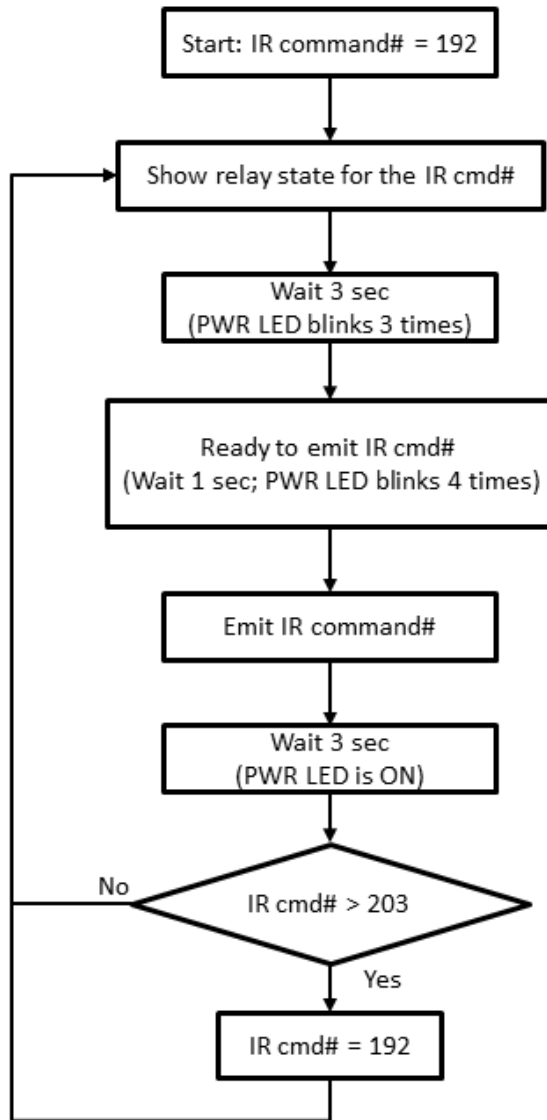 Start: IR command# = 192
Show relay state for the IR cmd#
Wait 3 sec
(PWR LED blinks 3 times)
Ready to emit IR cmd#
(Wait 1 sec; PWR LED blinks 4 times)
Emit IR command#
Wait 3 sec
(PWR LED is ON)
No
IR cmd# > 203
Yes
IR cmd# = 192